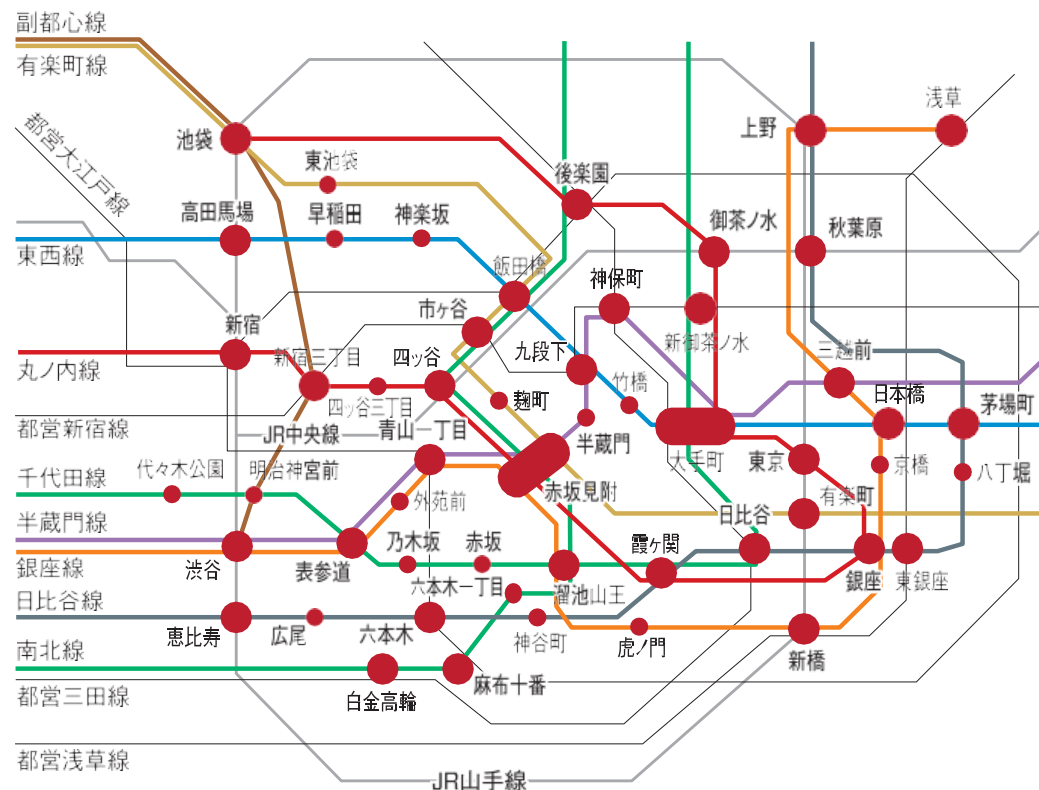 副都心線
有楽町線
浅草
上野
池袋
東池袋
後楽園
都営大江戸線
高田馬場
早稲田
神楽坂
御茶ノ水
秋葉原
東西線
飯田橋
神保町
市ヶ谷
新宿
新御茶ノ水
九段下
四ッ谷
三越前
新宿三丁目
丸ノ内線
竹橋
日本橋
麹町
四ッ谷三丁目
茅場町
都営新宿線
JR中央線
青山一丁目
半蔵門
大手町
東京
京橋
代々木公園
明治神宮前
八丁堀
千代田線
外苑前
赤坂見附
有楽町
日比谷
半蔵門線
乃木坂
赤坂
霞ヶ関
銀座線
渋谷
表参道
銀座
東銀座
六本木一丁目
溜池山王
日比谷線
恵比寿
広尾
六本木
神谷町
虎ノ門
南北線
新橋
都営三田線
白金高輪
麻布十番
都営浅草線
JR山手線